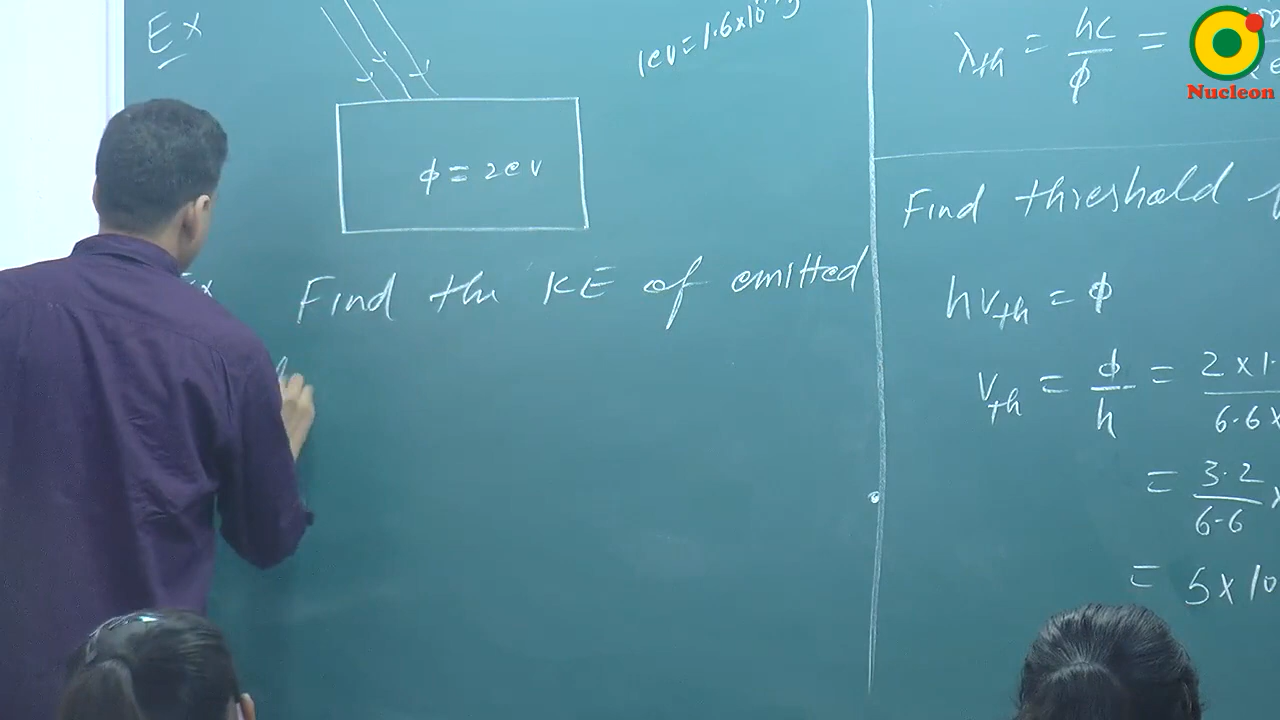 Ex
1ev = 1.6×10
φ = 2ev
Ex Find the KE of emitted
λth = hc/φ =
Find threshold
hνth = φ
νth = φ/h = 2×1. / 6.6×
= 3.2/6.6
= 5×10
Nucleon